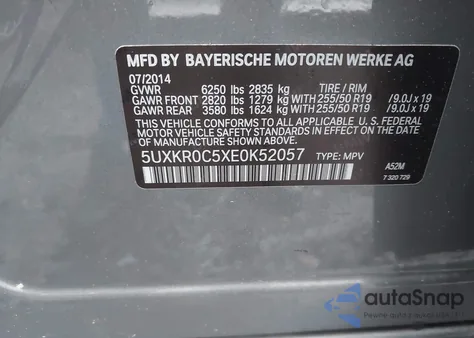 MFD BY BAYERISCHE MOTOREN WERKE AG
07/2014
GVWR 6250 lbs 2835 kg TIRE / RIM
GAWR FRONT 2820 lbs 1279 kg WITH 255/50 R19 / 9.0J x 19
GAWR REAR 3580 lbs 1624 kg WITH 255/50 R19 / 9.0J x 19
THIS VEHICLE CONFORMS TO ALL APPLICABLE U. S. FEDERAL
MOTOR VEHICLE SAFETY STANDARDS IN EFFECT ON THE
DATE OF MANUFACTURE SHOWN ABOVE.
5UXKR0C5XE0K52057 TYPE: MPV
A52M
7 320 729
autoSnap